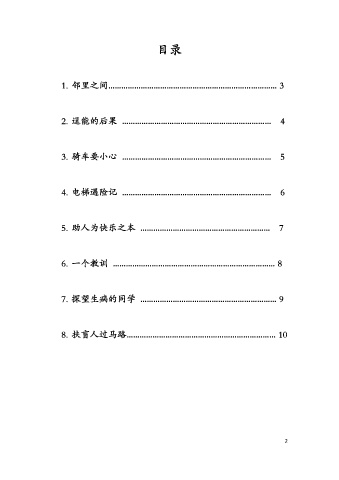 目录
1. 邻里之间…………………………………………………………………… 3
2. 逞能的后果 …………………………………………………………… 4
3. 骑车要小心 …………………………………………………………… 5
4. 电梯遇险记 …………………………………………………………… 6
5. 助人为快乐之本 …………………………………………………… 7
6. 一个教训 ………………………………………………………………… 8
7. 探望生病的同学 ……………………………………………………… 9
8. 扶盲人过马路…………………………………………………………… 10
2